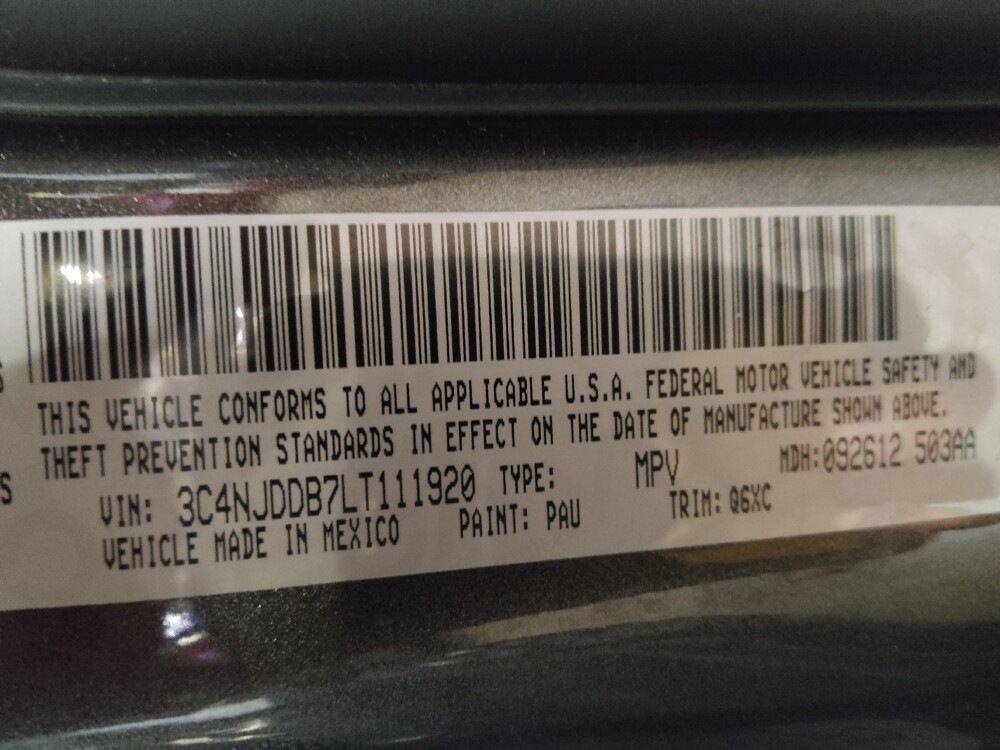 THIS VEHICLE CONFORMS TO ALL APPLICABLE U.S.A. FEDERAL MOTOR VEHICLE SAFETY AND
THEFT PREVENTION STANDARDS IN EFFECT ON THE DATE OF MANUFACTURE SHOWN ABOVE.
VIN: 3C4NJDDB7LT111920 TYPE: MPV MDH:092612 503AA
VEHICLE MADE IN MEXICO PAINT: PAU TRIM: Q6XC